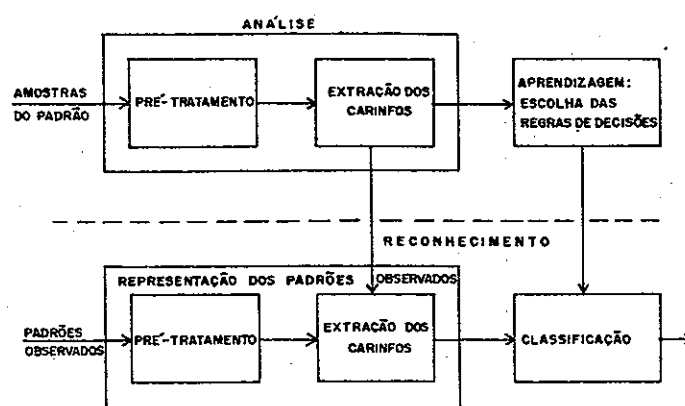 ANÁLISE
AMOSTRAS
DO PADRÃO
PRÉ-TRATAMENTO
EXTRAÇÃO DOS
CARINFOS
APRENDIZAGEM:
ESCOLHA DAS
REGRAS DE DECISÕES
RECONHECIMENTO
REPRESENTAÇÃO DOS PADRÕES OBSERVADOS
PADRÕES
OBSERVADOS
PRÉ-TRATAMENTO
EXTRAÇÃO DOS
CARINFOS
CLASSIFICAÇÃO